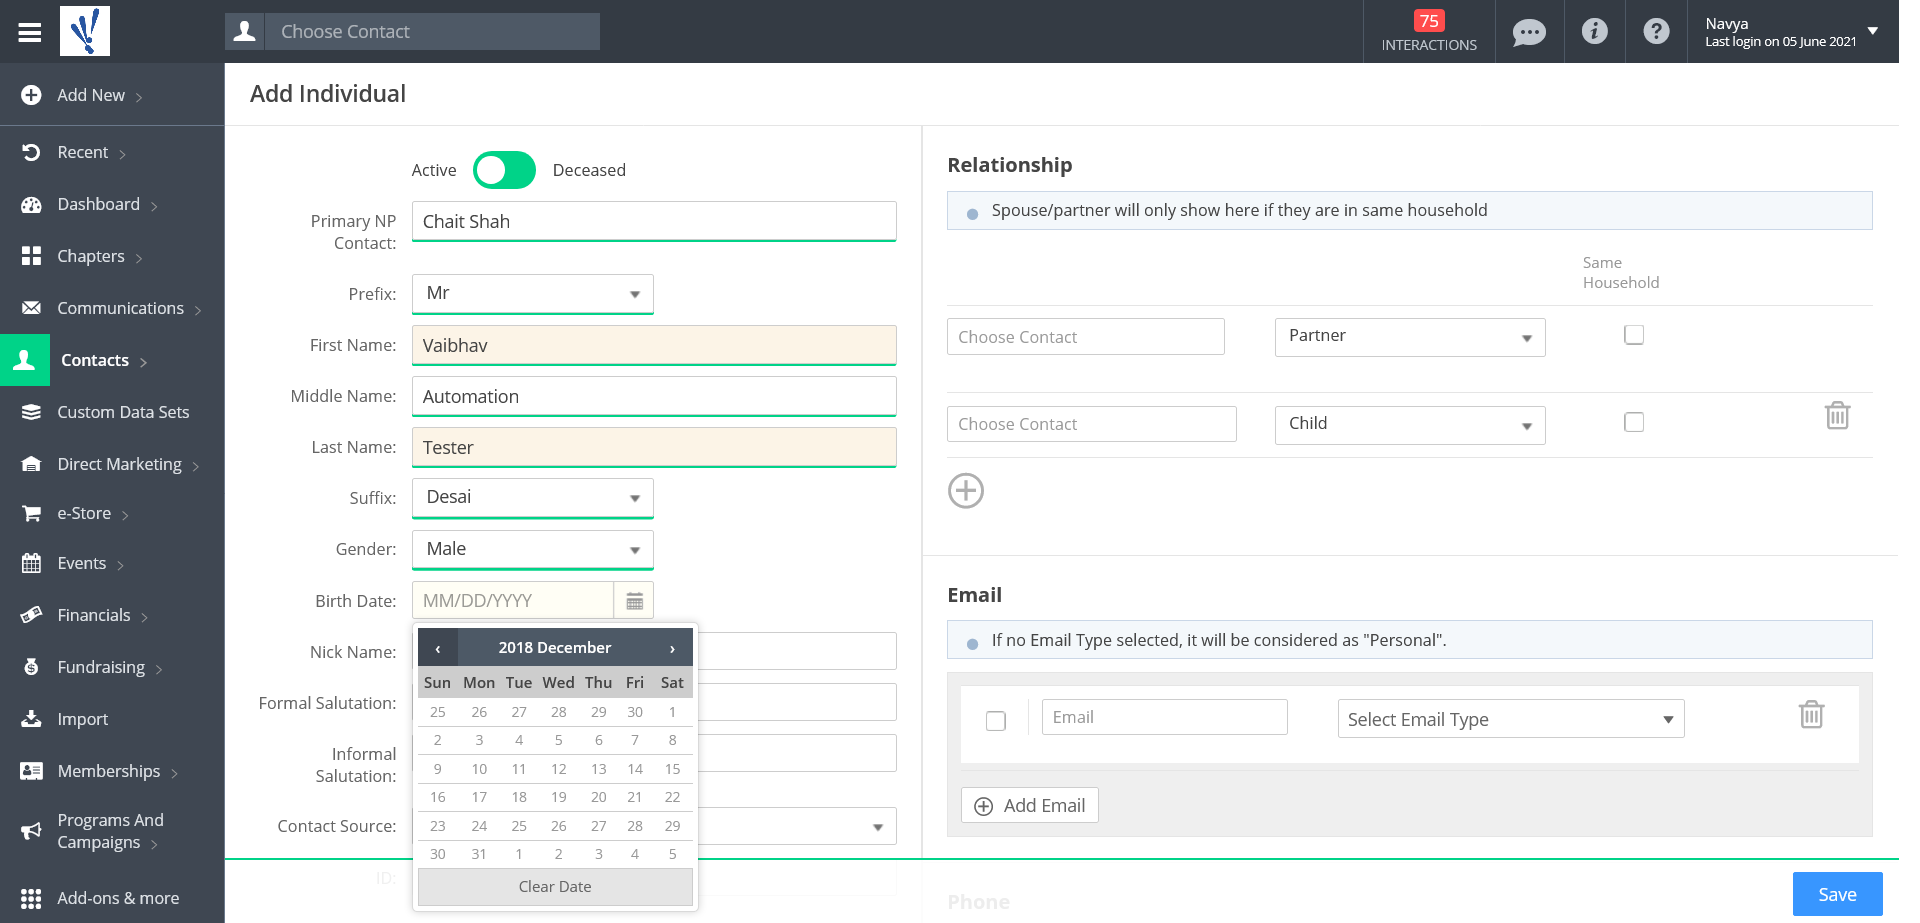 Choose Contact
75
INTERACTIONS
Navya
Last login on 05 June 2021
Add New
Recent
Dashboard
Chapters
Communications
Contacts
Custom Data Sets
Direct Marketing
e-Store
Events
Financials
Fundraising
Import
Memberships
Programs And
Campaigns
Add-ons & more
Add Individual
Active Deceased
Primary NP
Contact:
Chait Shah
Prefix: Mr
First Name: Vaibhav
Middle Name: Automation
Last Name: Tester
Suffix: Desai
Gender: Male
Birth Date: MM/DD/YYYY
‹ 2018 December ›
Sun Mon Tue Wed Thu Fri Sat
25 26 27 28 29 30 1
2 3 4 5 6 7 8
9 10 11 12 13 14 15
16 17 18 19 20 21 22
23 24 25 26 27 28 29
30 31 1 2 3 4 5
Clear Date
Nick Name:
Formal Salutation:
Informal
Salutation:
Contact Source:
ID:
Relationship
Spouse/partner will only show here if they are in same household
Same
Household
Choose Contact Partner
Choose Contact Child
Email
If no Email Type selected, it will be considered as "Personal".
Email Select Email Type
Add Email
Phone
Save